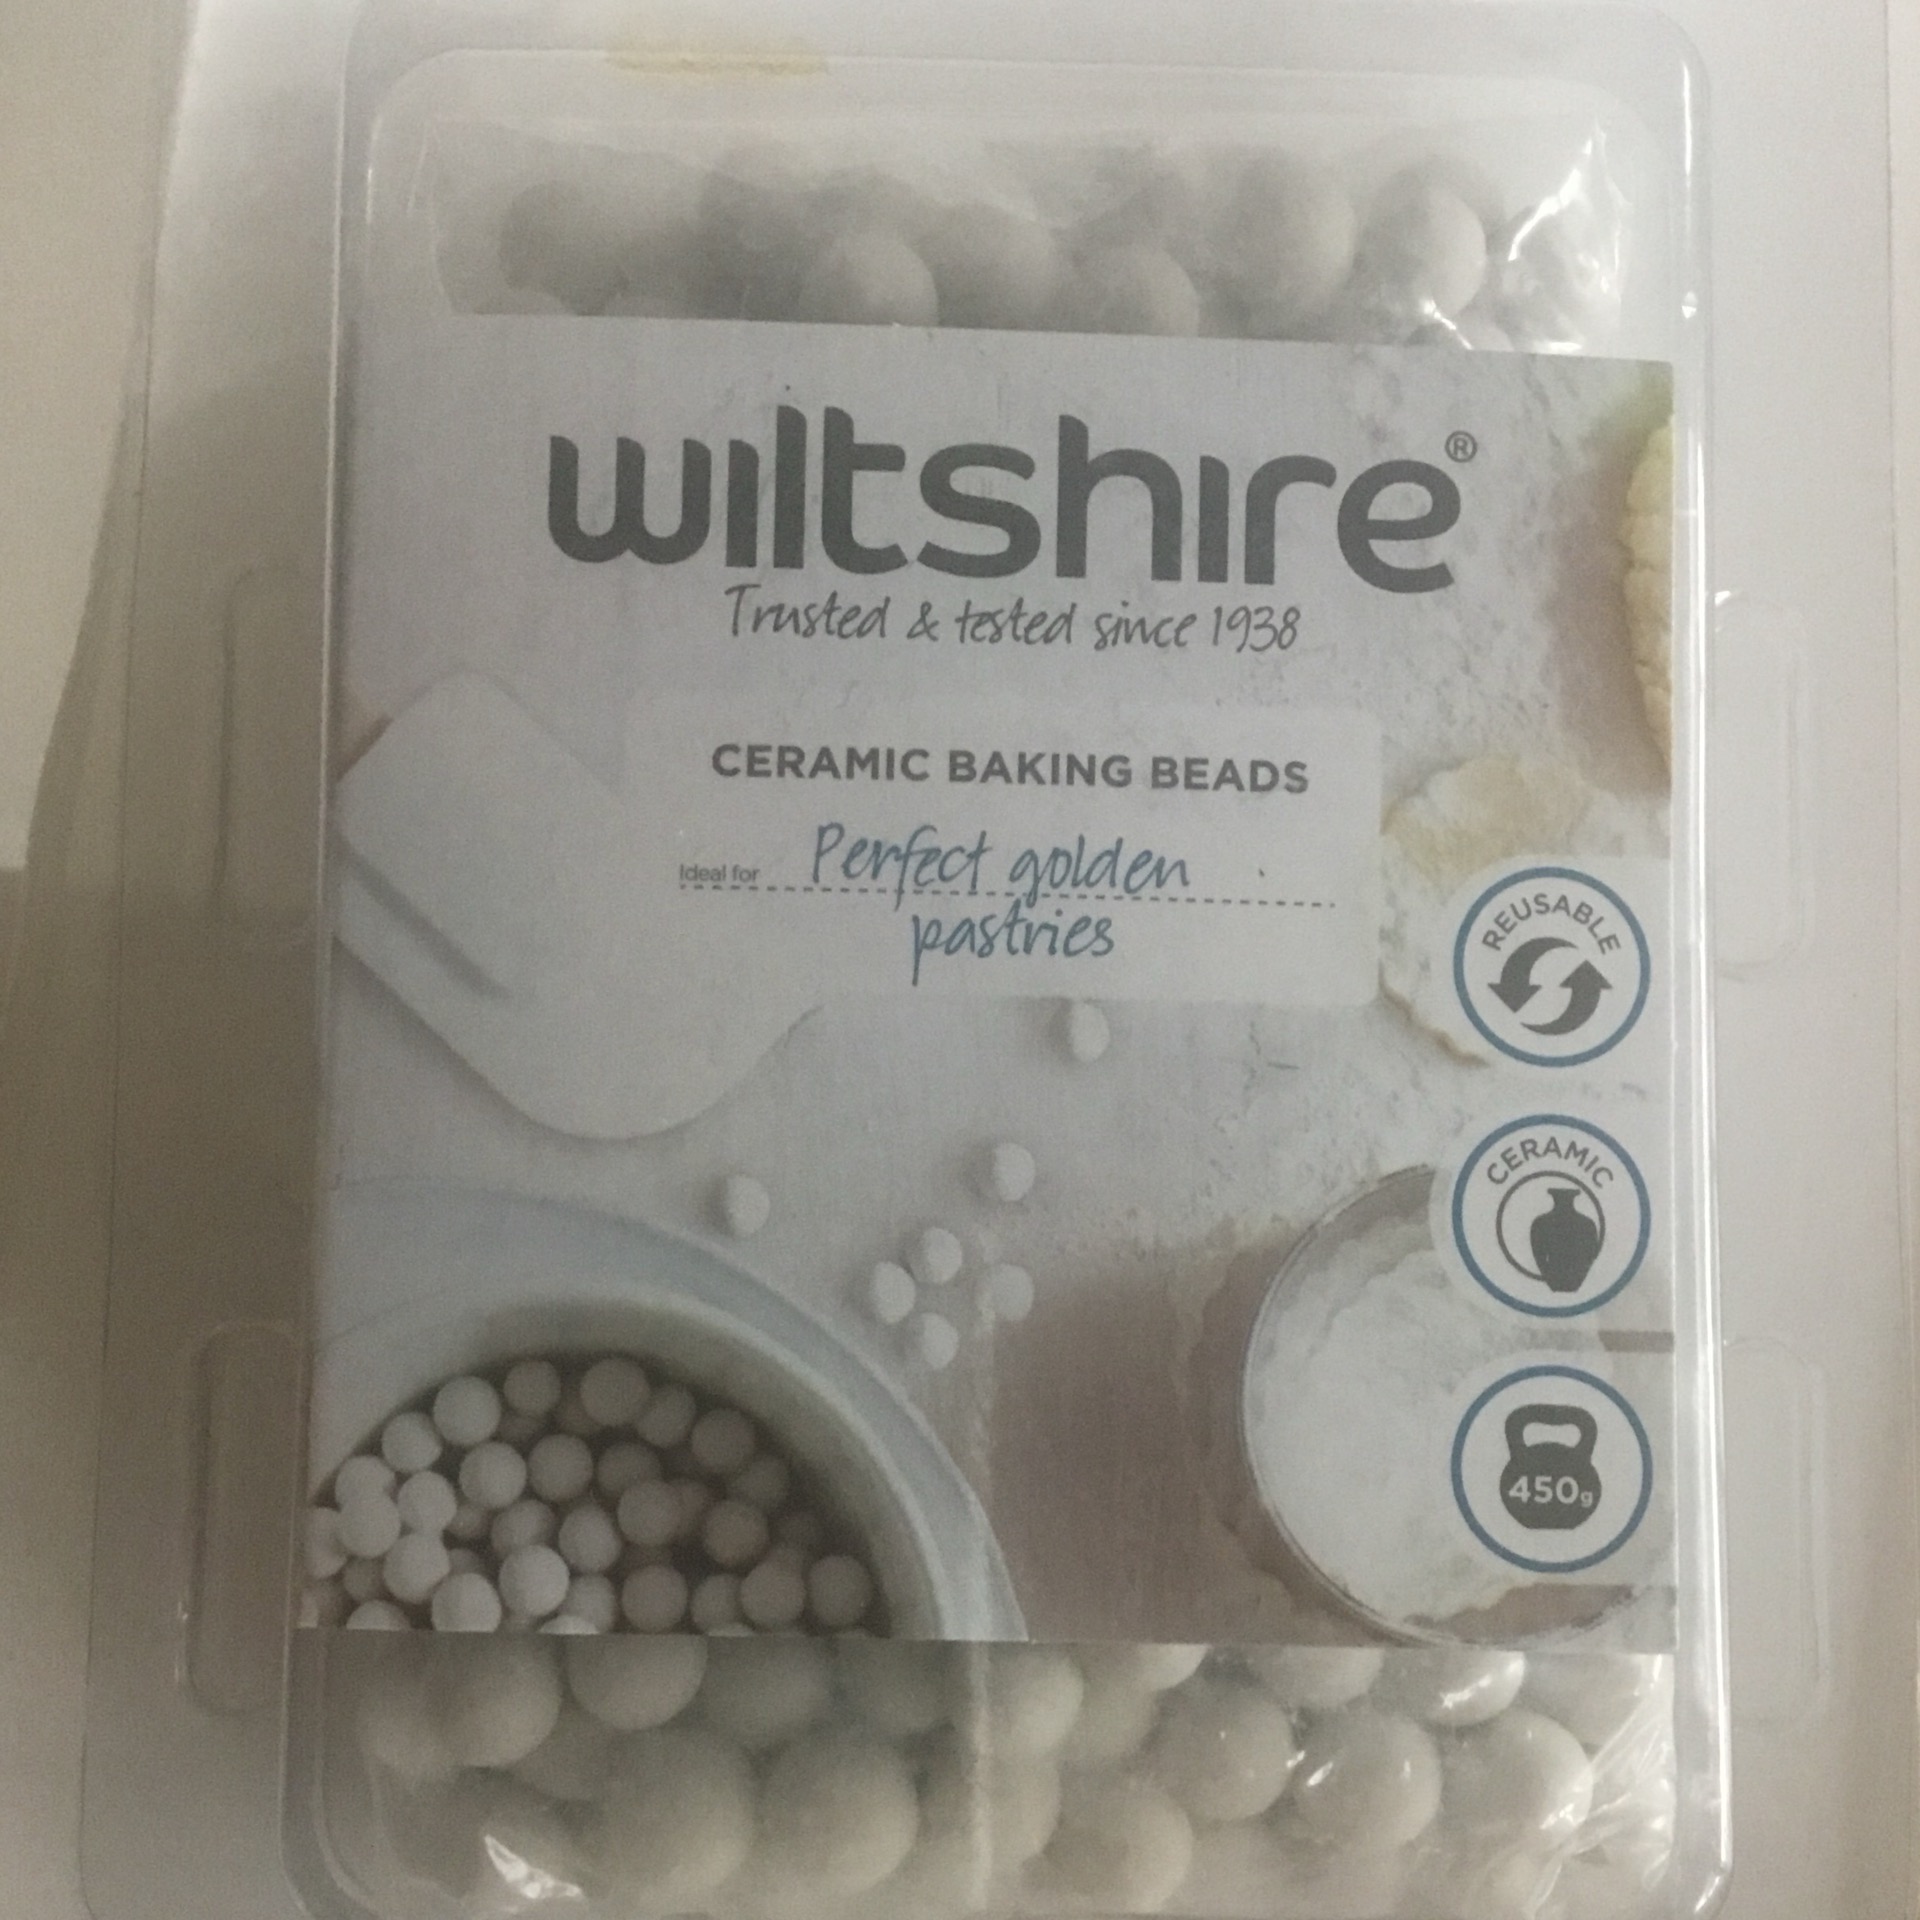 wiltshire®
Trusted & tested since 1938
CERAMIC BAKING BEADS
Ideal for Perfect golden
pastries
REUSABLE
CERAMIC
450g